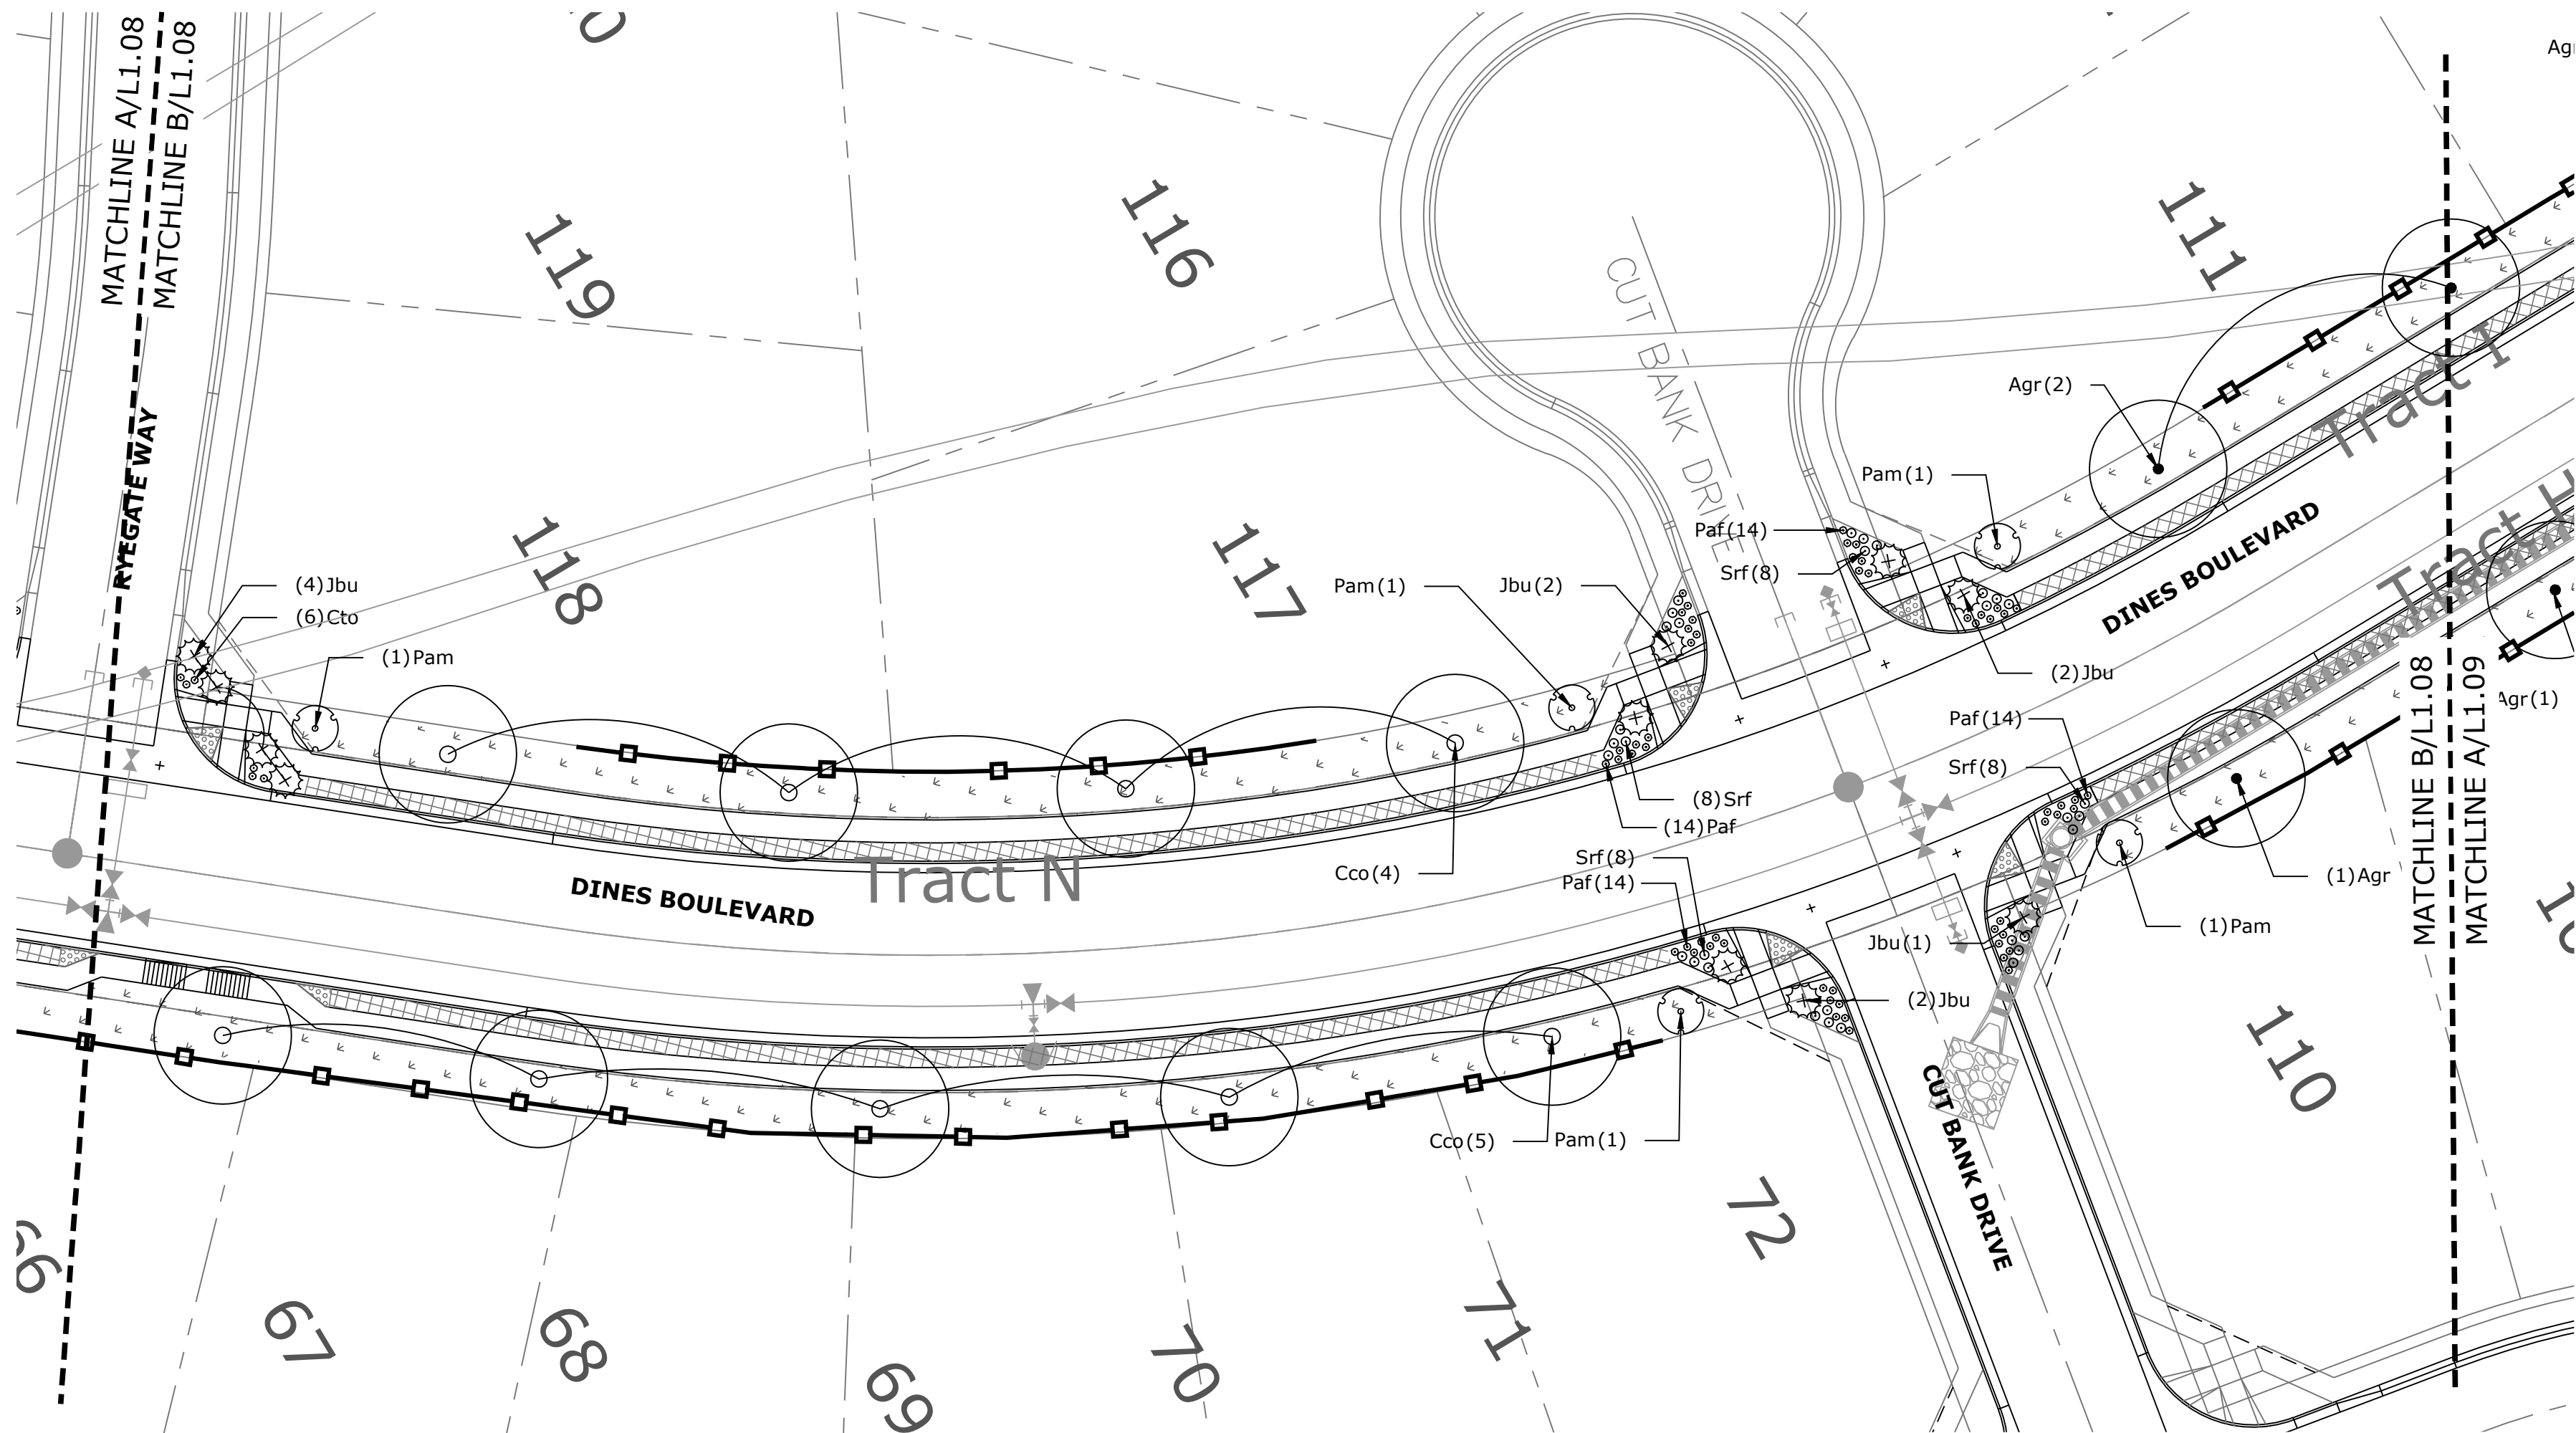 MATCHLINE A/L1.08
MATCHLINE B/L1.08
RYEGATE WAY
119
116
111
118
117
CUT BANK DRIVE
Agr(2)
Pam(1)
Paf(14)
Srf(8)
(2)Jbu
Tract I
DINES BOULEVARD
Tract H
(4)Jbu
(6)Cto
(1)Pam
Pam(1)
Jbu(2)
(8)Srf
(14)Paf
Cco(4)
Tract N
DINES BOULEVARD
Srf(8)
Paf(14)
(2)Jbu
Cco(5)
Pam(1)
Paf(14)
Srf(8)
Jbu(1)
(1)Agr
(1)Pam
Agr(1)
MATCHLINE B/L1.08
MATCHLINE A/L1.09
CUT BANK DRIVE
110
66
67
68
69
70
71
72